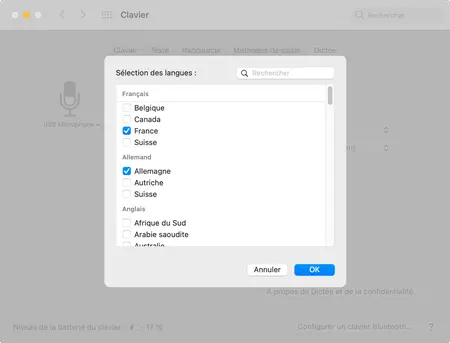 Clavier
Rechercher
Clavier Texte Raccourcis Méthodes de saisie Dictée
Sélection des langues :
Rechercher
Français
Belgique
Canada
France
Suisse
USB Microphone
Allemand
Allemagne
Autriche
Suisse
Anglais
Afrique du Sud
Arabie saoudite
Australie
Annuler
OK
À propos de Dictée et de la confidentialité...
Niveau de la batterie du clavier :
Configurer un clavier Bluetooth...
?